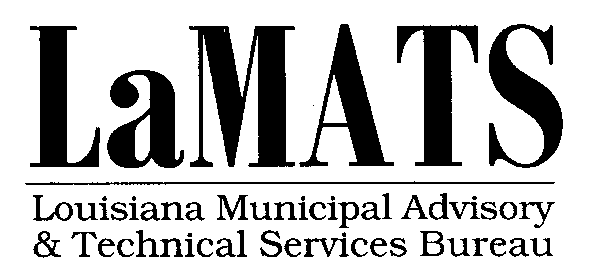 LaMATS
Louisiana Municipal Advisory
& Technical Services Bureau